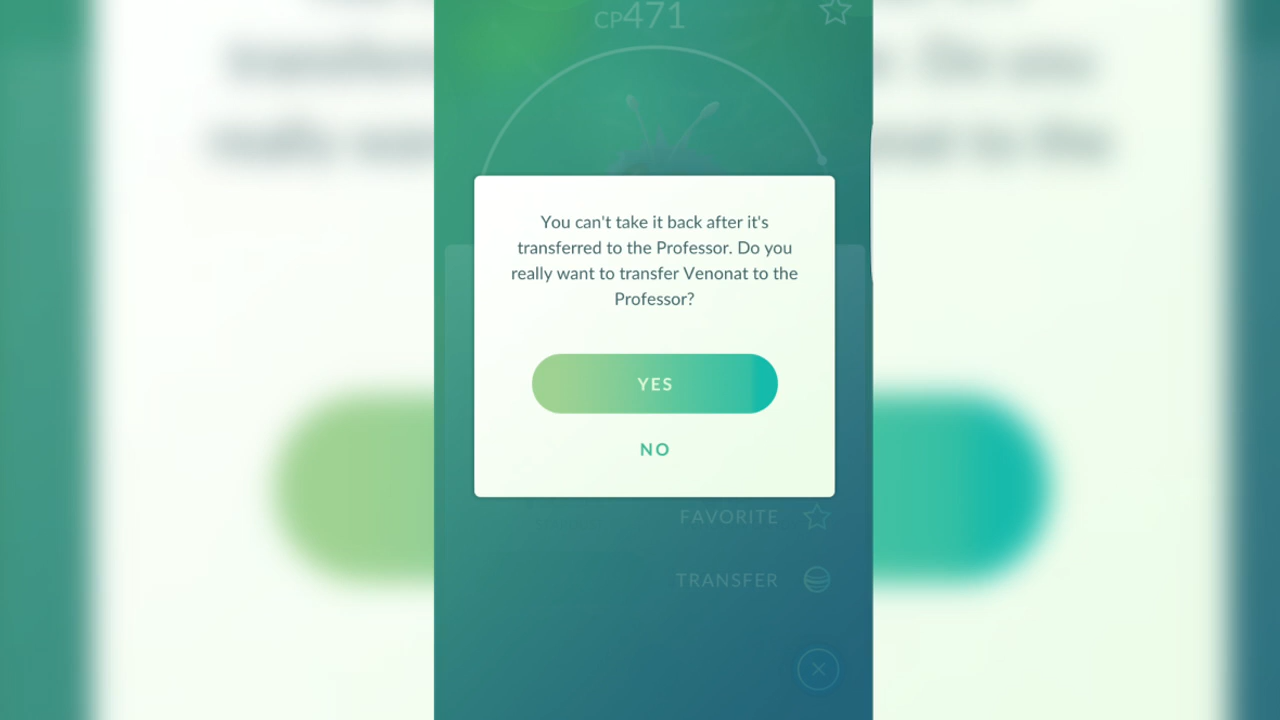 CP471
You can't take it back after it's
transferred to the Professor. Do you
really want to transfer Venonat to the
Professor?
YES
NO
FAVORITE
TRANSFER